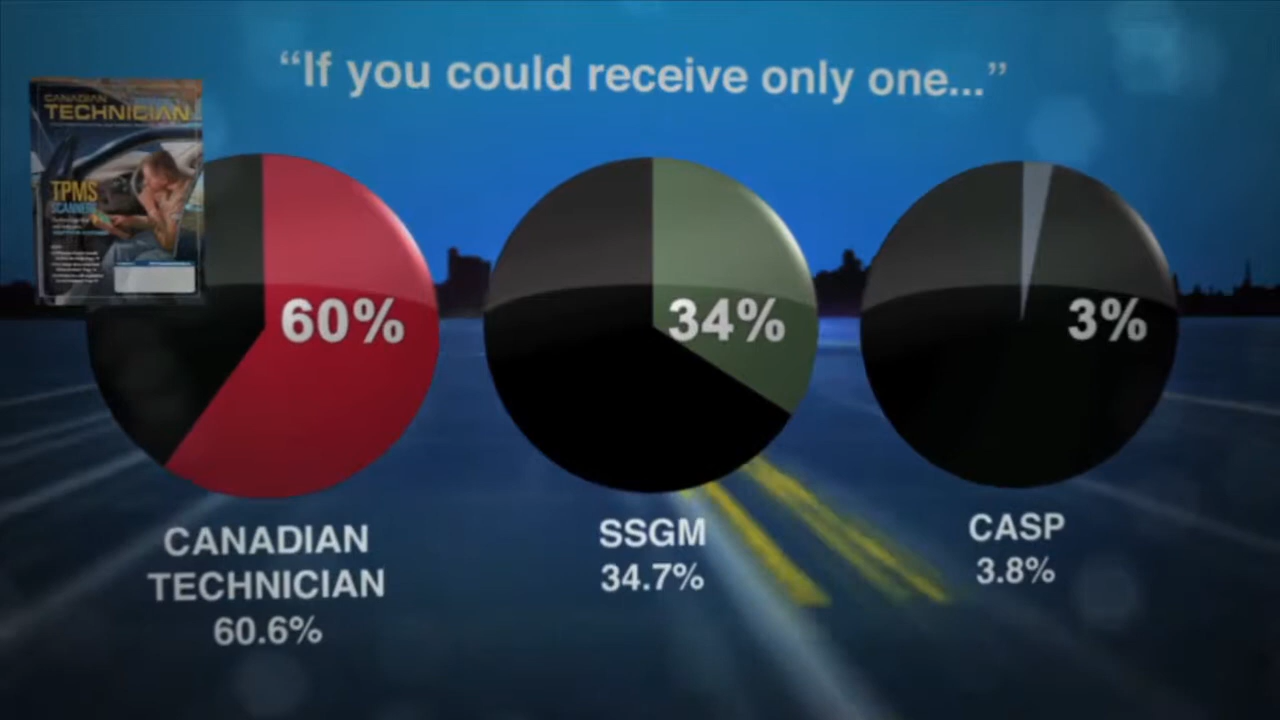 “If you could receive only one...”
CANADIAN
TECHNICIAN
TPMS
SCANNERS
60%
34%
3%
CANADIAN
TECHNICIAN
60.6%
SSGM
34.7%
CASP
3.8%